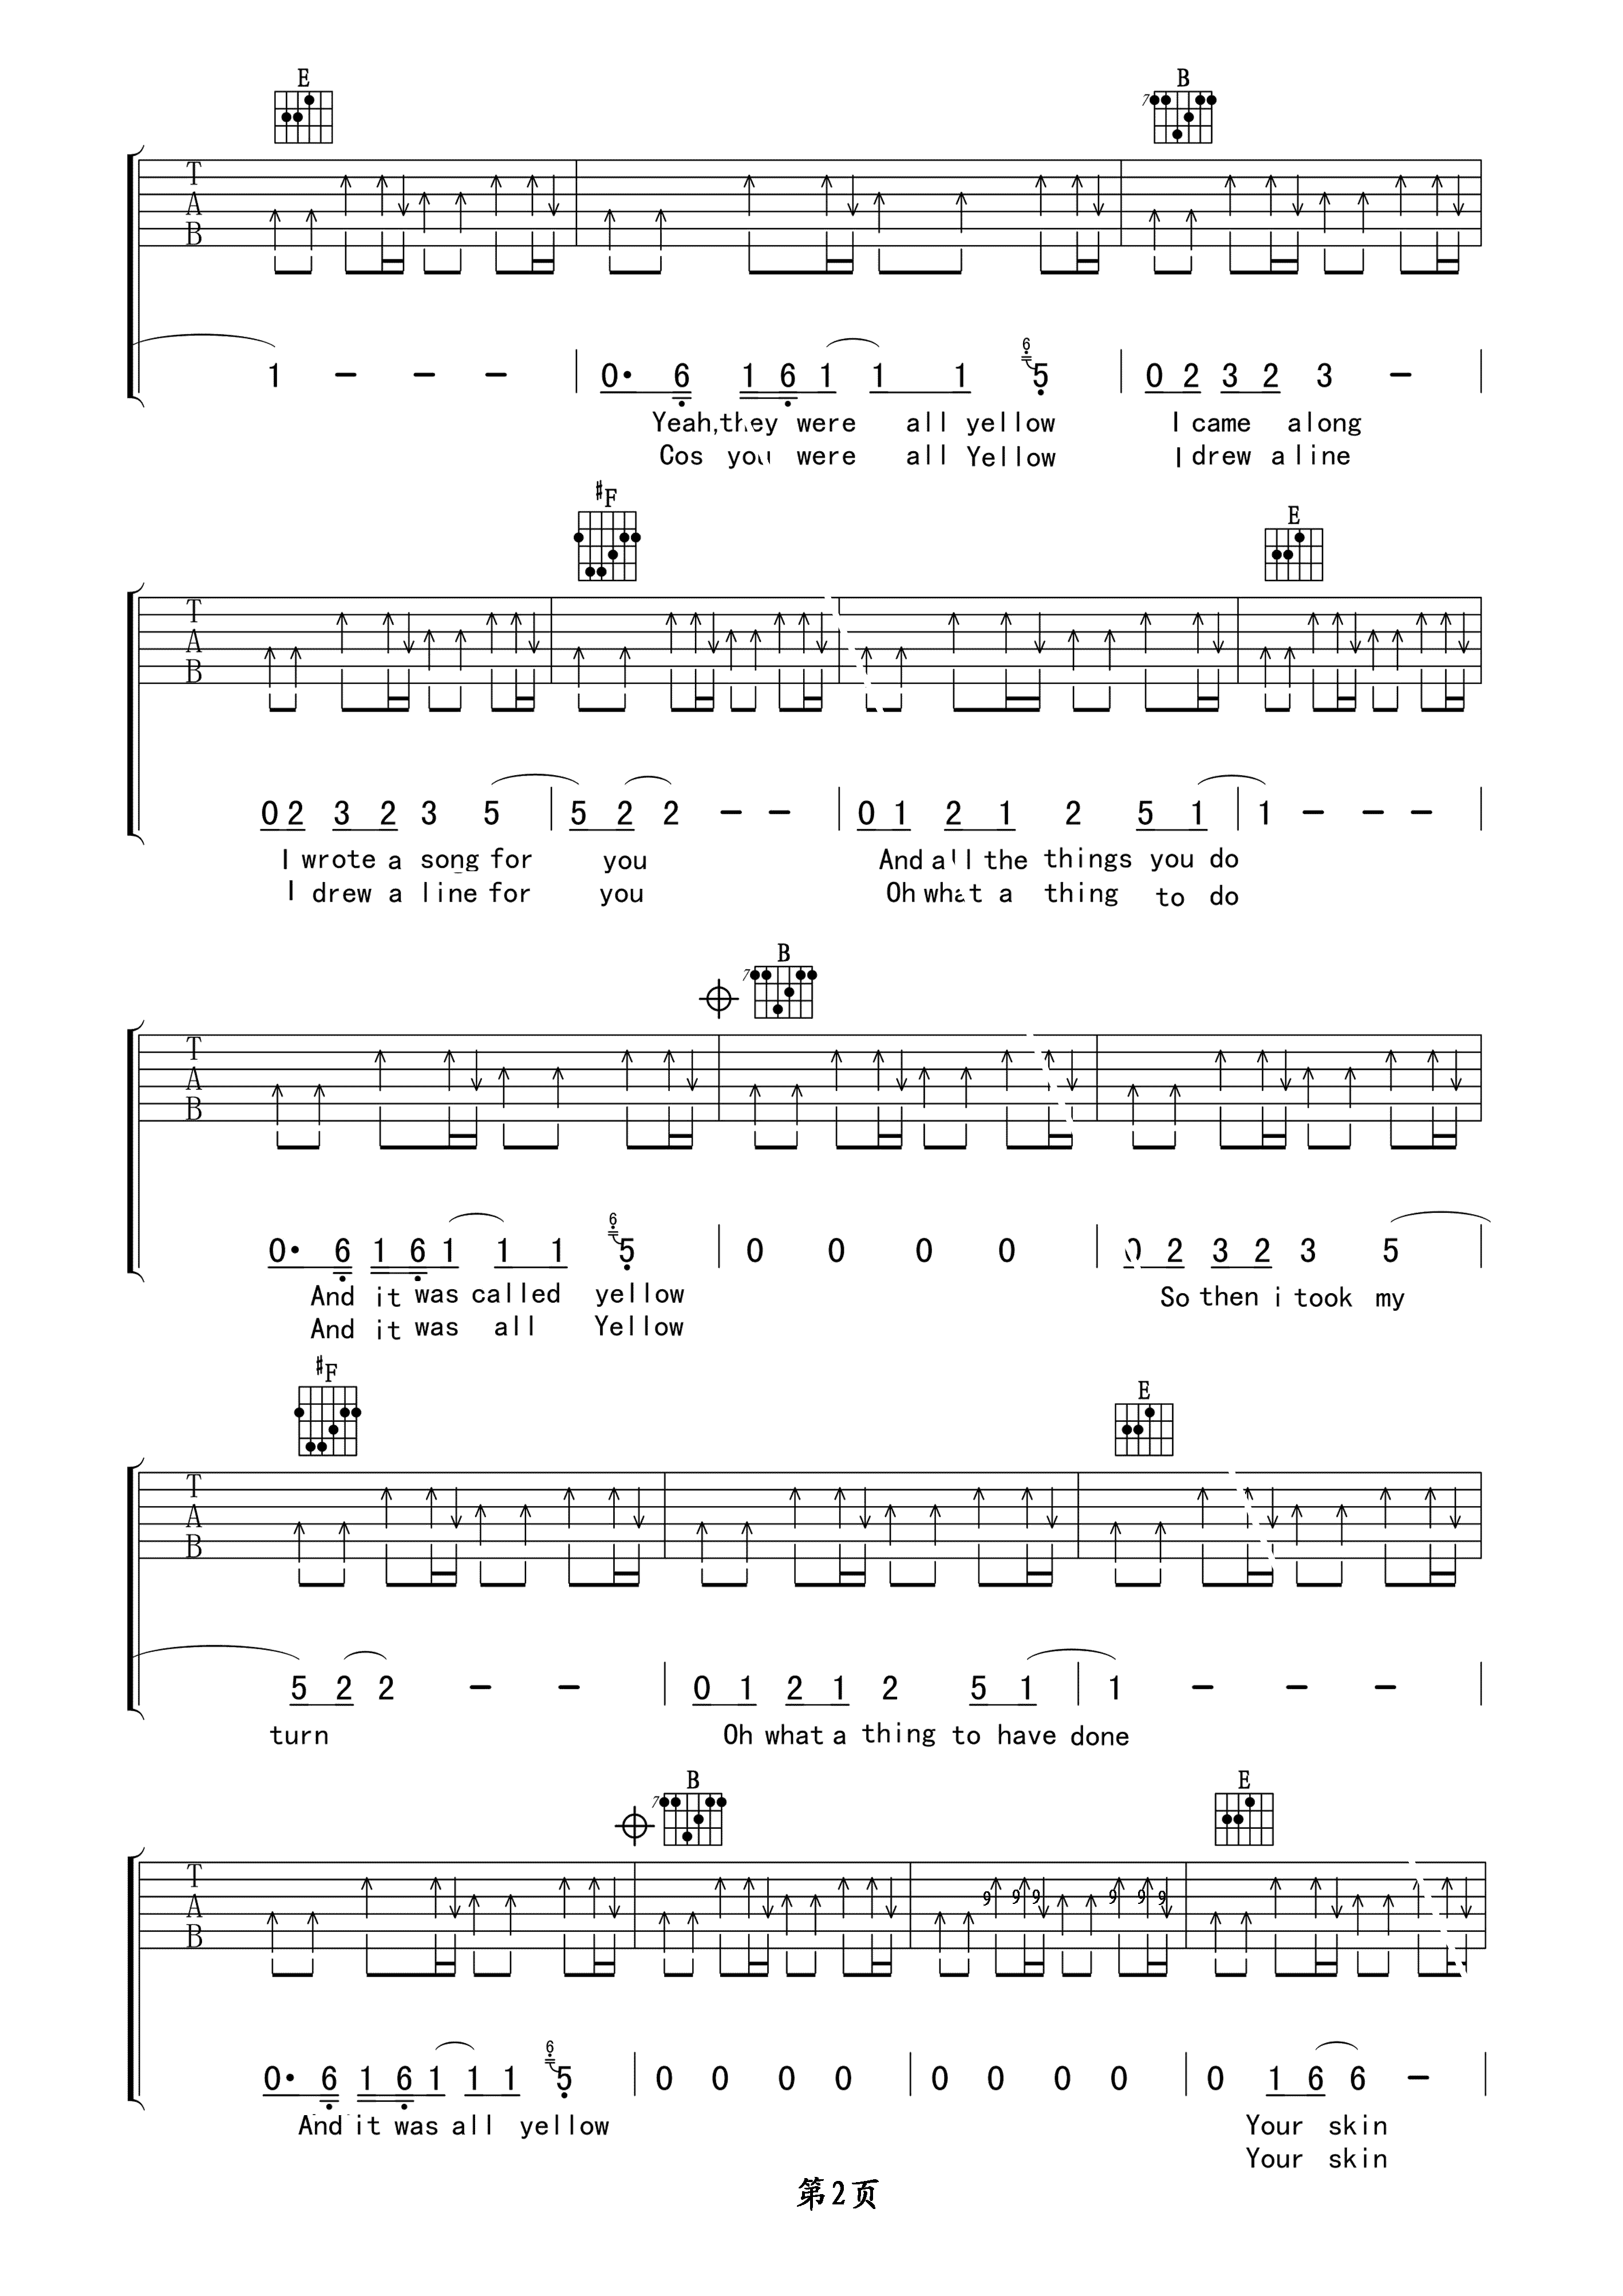 E B
7
T
A
B
1 - - - 0· 6 1 6 1 1 1 6 5 0 2 3 2 3 -
Yeah,they were all yellow I came along
Cos you were all Yellow I drew aline
#F E
T
A
B
0 2 3 2 3 5 5 2 2 - - 0 1 2 1 2 5 1 1 - - -
I wrote a song for you And all the things you do
I drew a line for you Oh what a thing to do
B
7
T
A
B
0· 6 1 6 1 1 1 6 5 0 0 0 0 0 2 3 2 3 5
And it was called yellow So then i took my
And it was all Yellow
#F E
T
A
B
5 2 2 - - 0 1 2 1 2 5 1 1 - - -
turn Oh what a thing to have done
B E
7
T
A
B
9 9 9 9 9 9
0· 6 1 6 1 1 1 6 5 0 0 0 0 0 0 0 0 0 1 6 6 -
And it was all yellow Your skin
Your skin
第2页